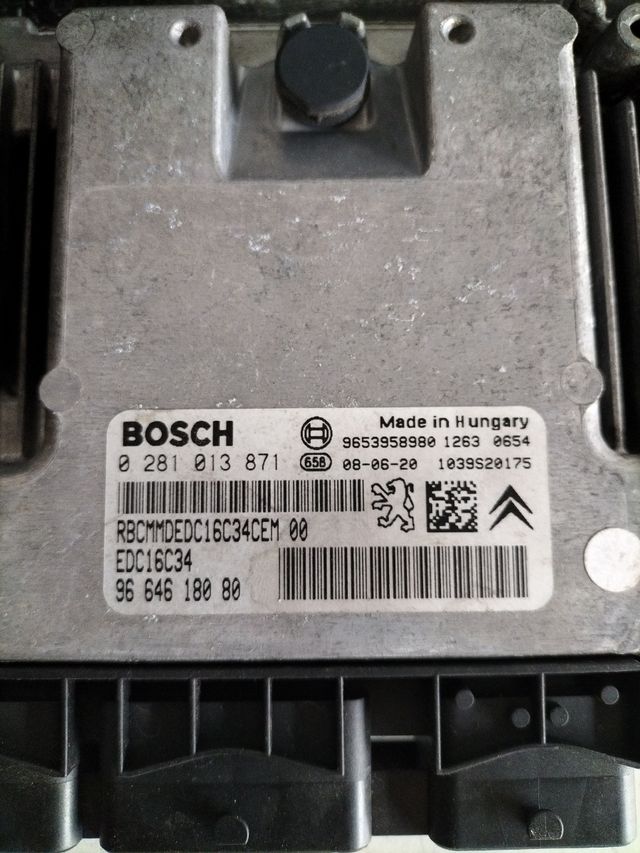 BOSCH
Made in Hungary
9653958980 1263 0654
0 281 013 871 658 08-06-20 1039S20175
RBCMMDEDC16C34CEM 00
EDC16C34
96 646 180 80